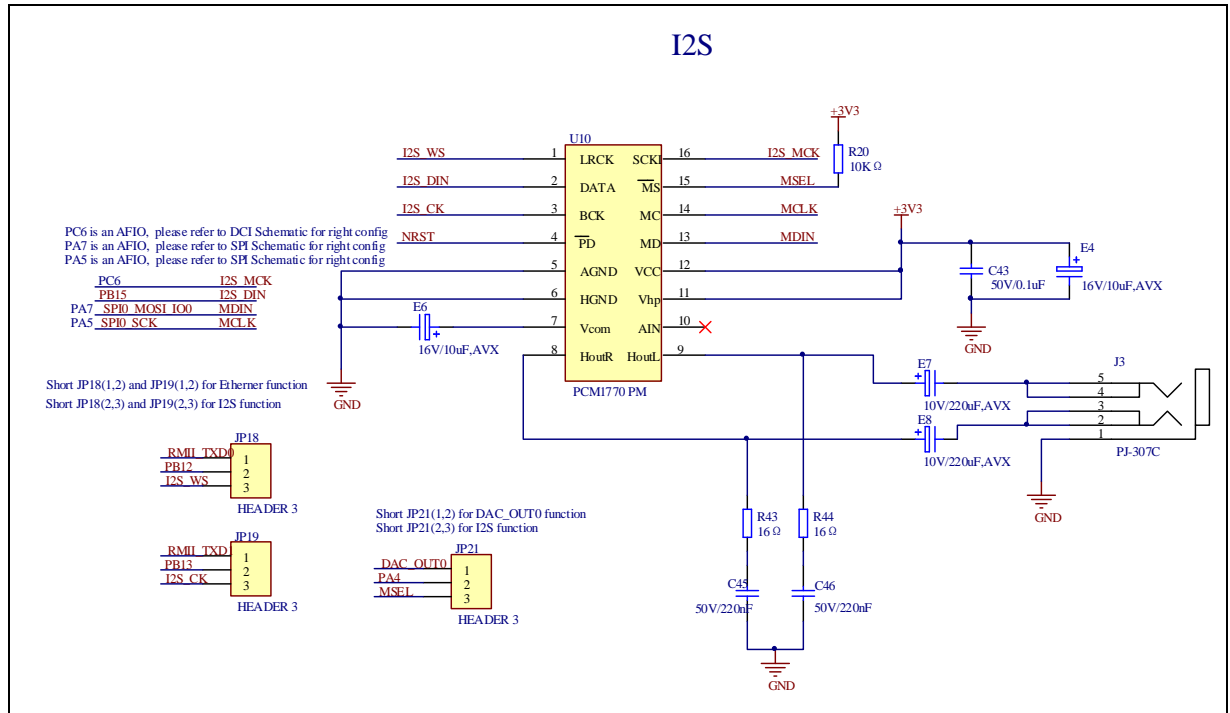 I2S
+3V3
U10
I2S_WS 1 LRCK SCKI 16 I2S_MCK
R20
10K Ω
I2S_DIN 2 DATA MS 15 MSEL
I2S_CK 3 BCK MC 14 MCLK
+3V3
NRST 4 PD MD 13 MDIN
5 AGND VCC 12
6 HGND Vhp 11
7 Vcom AIN 10
8 HoutR HoutL 9
PCM1770 PM
PC6 is an AFIO, please refer to DCI Schematic for right config
PA7 is an AFIO, please refer to SPI Schematic for right config
PA5 is an AFIO, please refer to SPI Schematic for right config
PC6 I2S_MCK
PB15 I2S_DIN
PA7 SPI0_MOSI_IO0 MDIN
PA5 SPI0_SCK MCLK
E6
16V/10uF,AVX
GND
C43
50V/0.1uF
E4
16V/10uF,AVX
GND
E7
10V/220uF,AVX
E8
10V/220uF,AVX
J3
5
4
3
2
1
PJ-307C
GND
Short JP18(1,2) and JP19(1,2) for Etherner function
Short JP18(2,3) and JP19(2,3) for I2S function
JP18
RMII_TXD0 1
PB12 2
I2S_WS 3
HEADER 3
JP19
RMII_TXD1 1
PB13 2
I2S_CK 3
HEADER 3
Short JP21(1,2) for DAC_OUT0 function
Short JP21(2,3) for I2S function
JP21
DAC_OUT0 1
PA4 2
MSEL 3
HEADER 3
R43
16 Ω
R44
16 Ω
C45
50V/220nF
C46
50V/220nF
GND